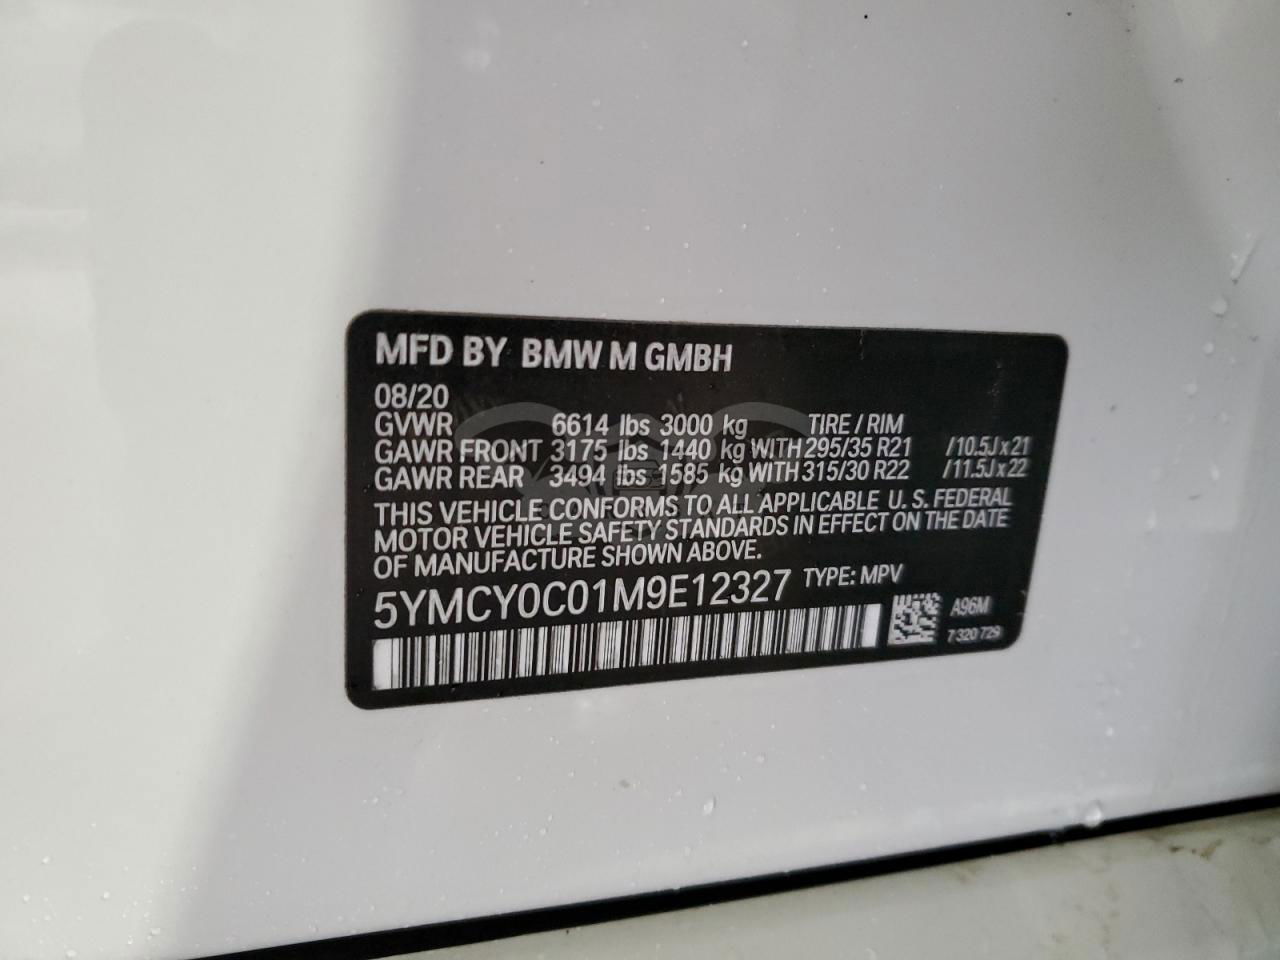 MFD BY BMW M GMBH
08/20
GVWR 6614 lbs 3000 kg TIRE / RIM
GAWR FRONT 3175 lbs 1440 kg WITH 295/35 R21 /10.5J x 21
GAWR REAR 3494 lbs 1585 kg WITH 315/30 R22 /11.5J x 22
THIS VEHICLE CONFORMS TO ALL APPLICABLE U. S. FEDERAL
MOTOR VEHICLE SAFETY STANDARDS IN EFFECT ON THE DATE
OF MANUFACTURE SHOWN ABOVE.
5YMCY0C01M9E12327 TYPE: MPV
A96M
7 320 729